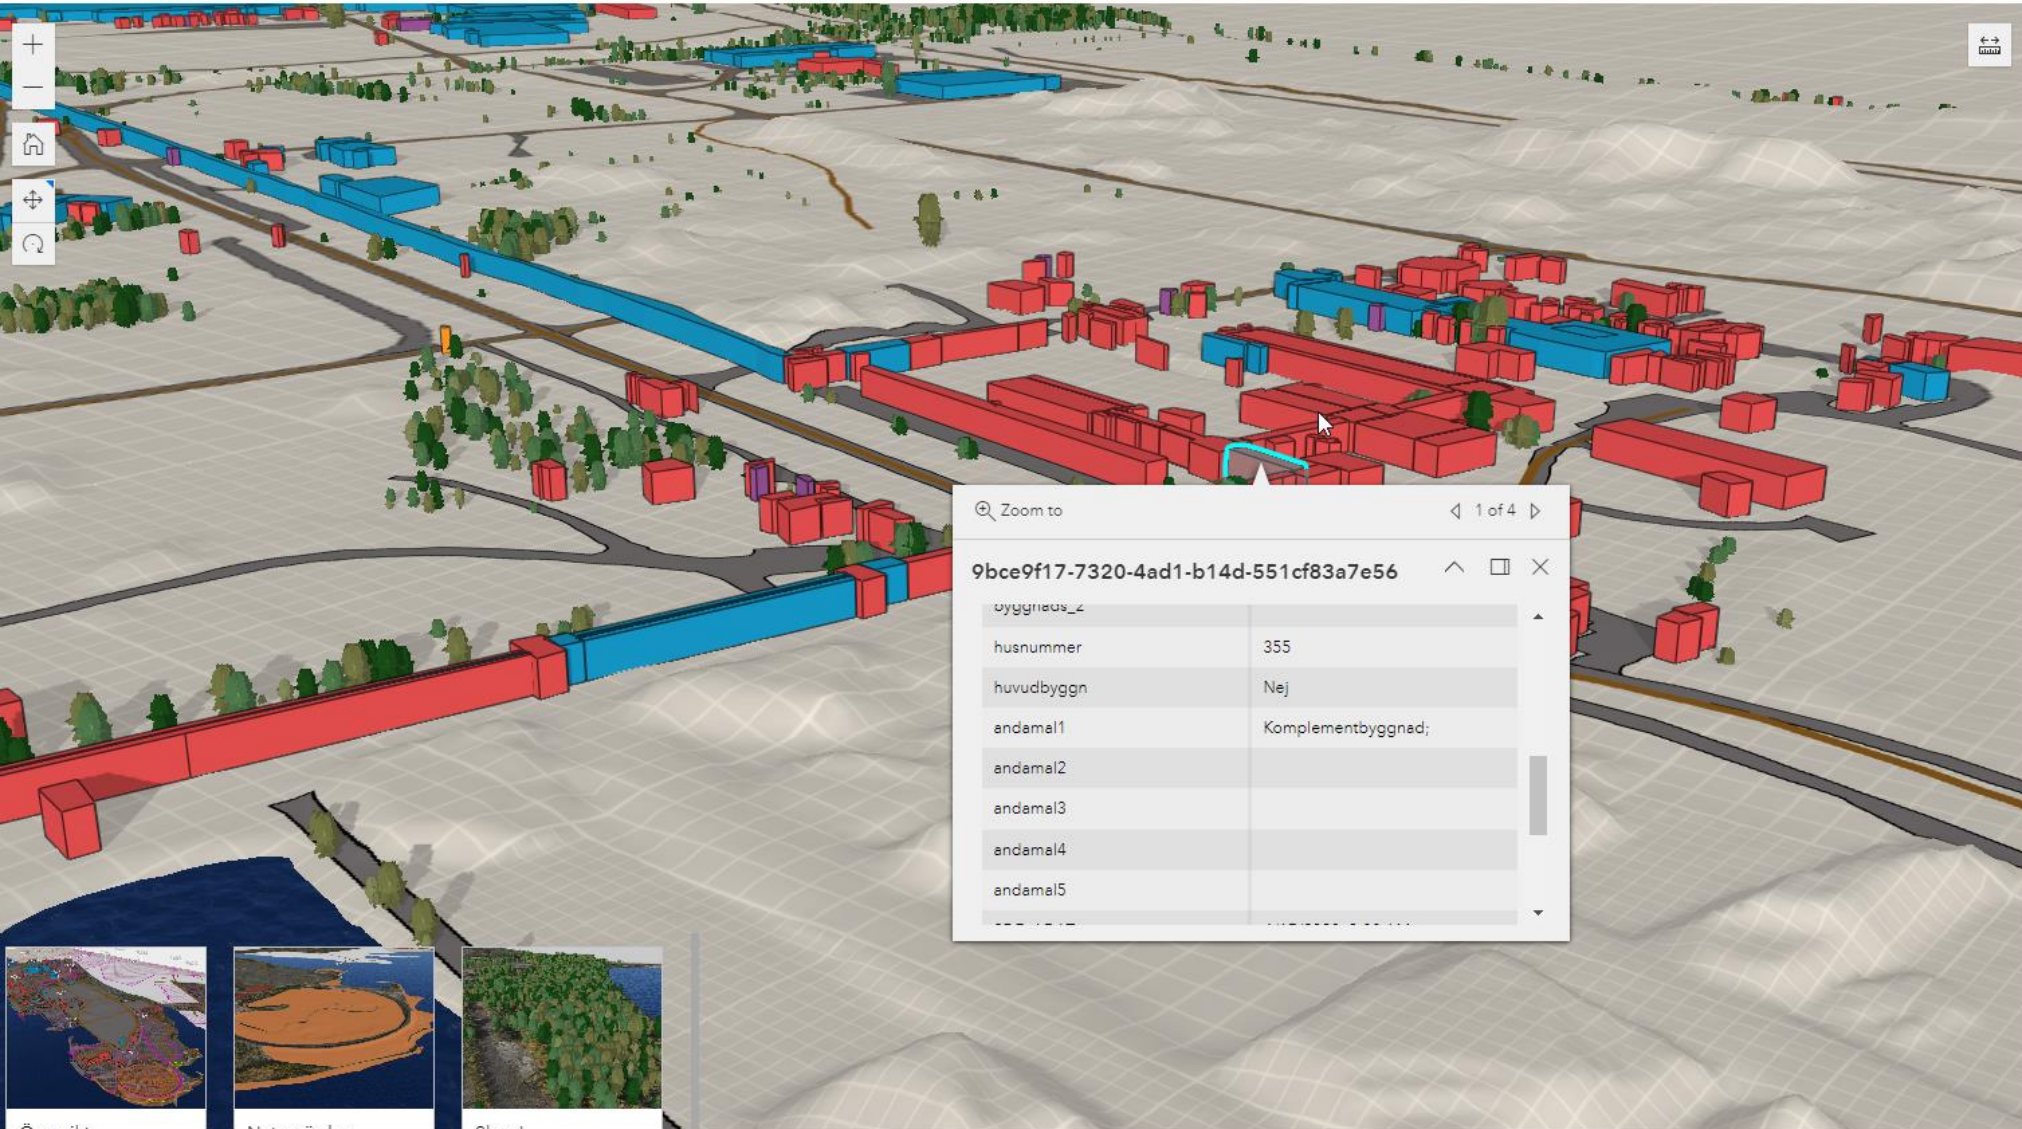 Zoom to
1 of 4
9bce9f17-7320-4ad1-b14d-551cf83a7e56
byggnads_2
husnummer 355
huvudbyggn Nej
andamal1 Komplementbyggnad;
andamal2
andamal3
andamal4
andamal5